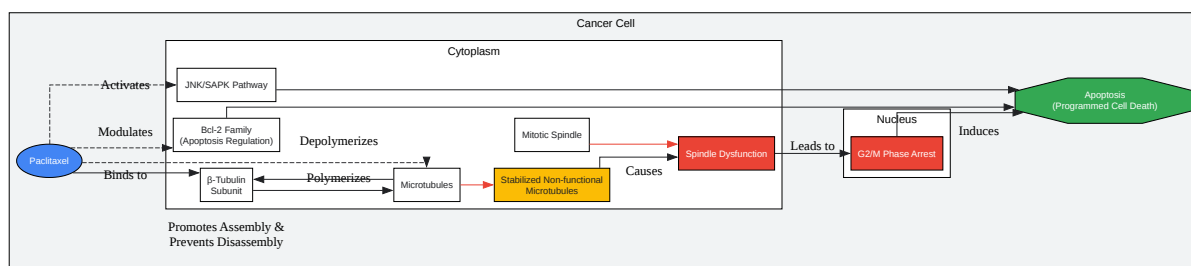 Cancer Cell
Cytoplasm
Activates
JNK/SAPK Pathway
Apoptosis
(Programmed Cell Death)
Modulates
Bcl-2 Family
(Apoptosis Regulation)
Depolymerizes
Mitotic Spindle
Nucleus
Induces
Paclitaxel
Spindle Dysfunction
Leads to
G2/M Phase Arrest
Binds to
β-Tubulin
Subunit
Polymerizes
Microtubules
Stabilized Non-functional
Microtubules
Causes
Promotes Assembly &
Prevents Disassembly